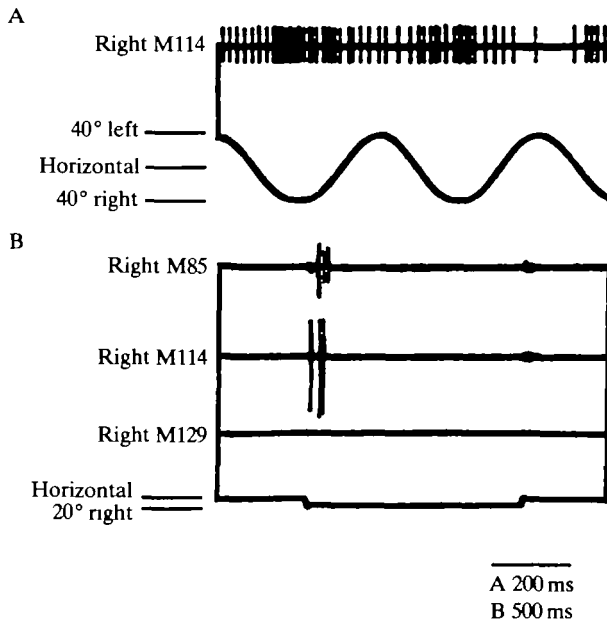 A
Right M114
40° left
Horizontal
40° right
B
Right M85
Right M114
Right M129
Horizontal
20° right
A 200 ms
B 500 ms